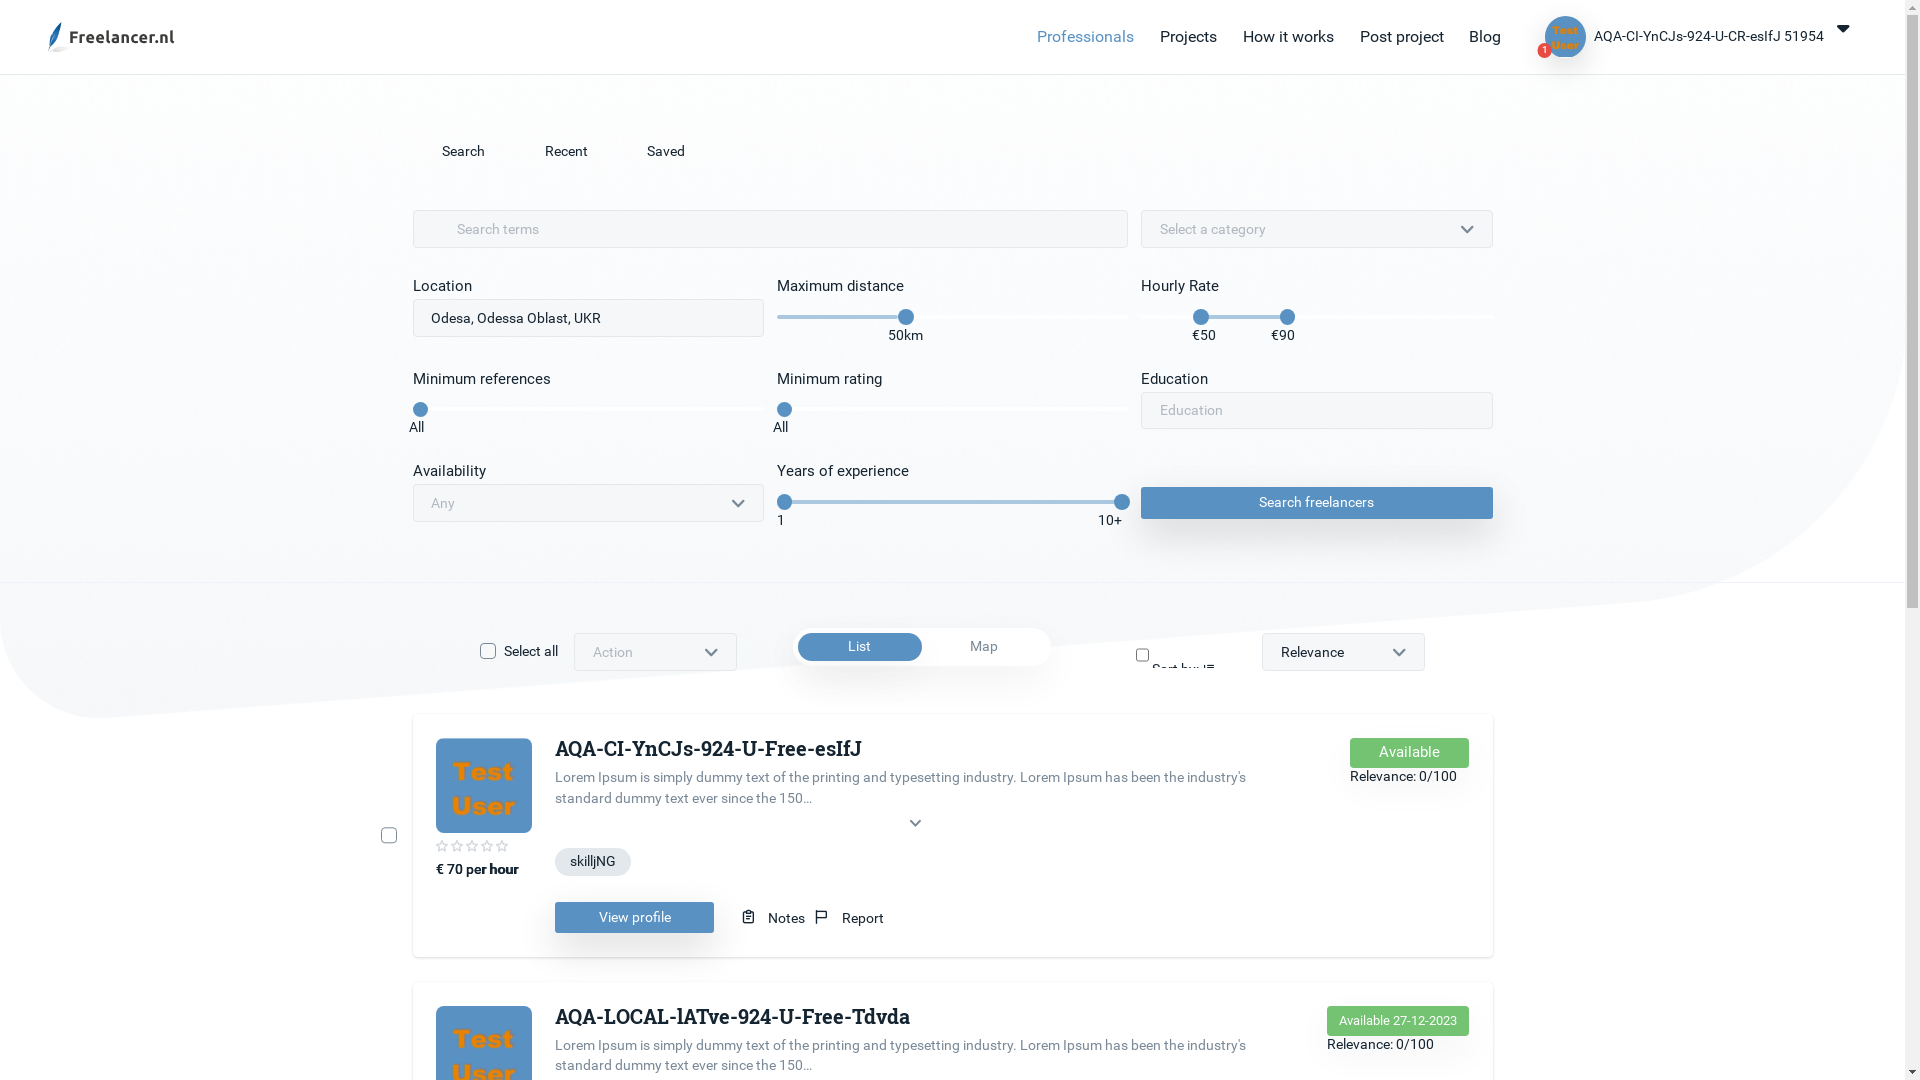 Freelancer.nl
Professionals
Projects
How it works
Post project
Blog
Test
User
1
AQA-CI-YnCJs-924-U-CR-esIfJ 51954
Search
Recent
Saved
Search terms
Select a category
Location
Maximum distance
Hourly Rate
Odesa, Odessa Oblast, UKR
50km
€50
€90
Minimum references
Minimum rating
Education
All
All
Education
Availability
Years of experience
Any
1
10+
Search freelancers
Select all
Action
List
Map
Sort by:
Relevance
Test
User
AQA-CI-YnCJs-924-U-Free-esIfJ
Lorem Ipsum is simply dummy text of the printing and typesetting industry. Lorem Ipsum has been the industry's
standard dummy text ever since the 150...
Available
Relevance: 0/100
€ 70 per hour
skilljNG
View profile
Notes
Report
Test
User
AQA-LOCAL-lATve-924-U-Free-Tdvda
Lorem Ipsum is simply dummy text of the printing and typesetting industry. Lorem Ipsum has been the industry's
standard dummy text ever since the 150...
Available 27-12-2023
Relevance: 0/100